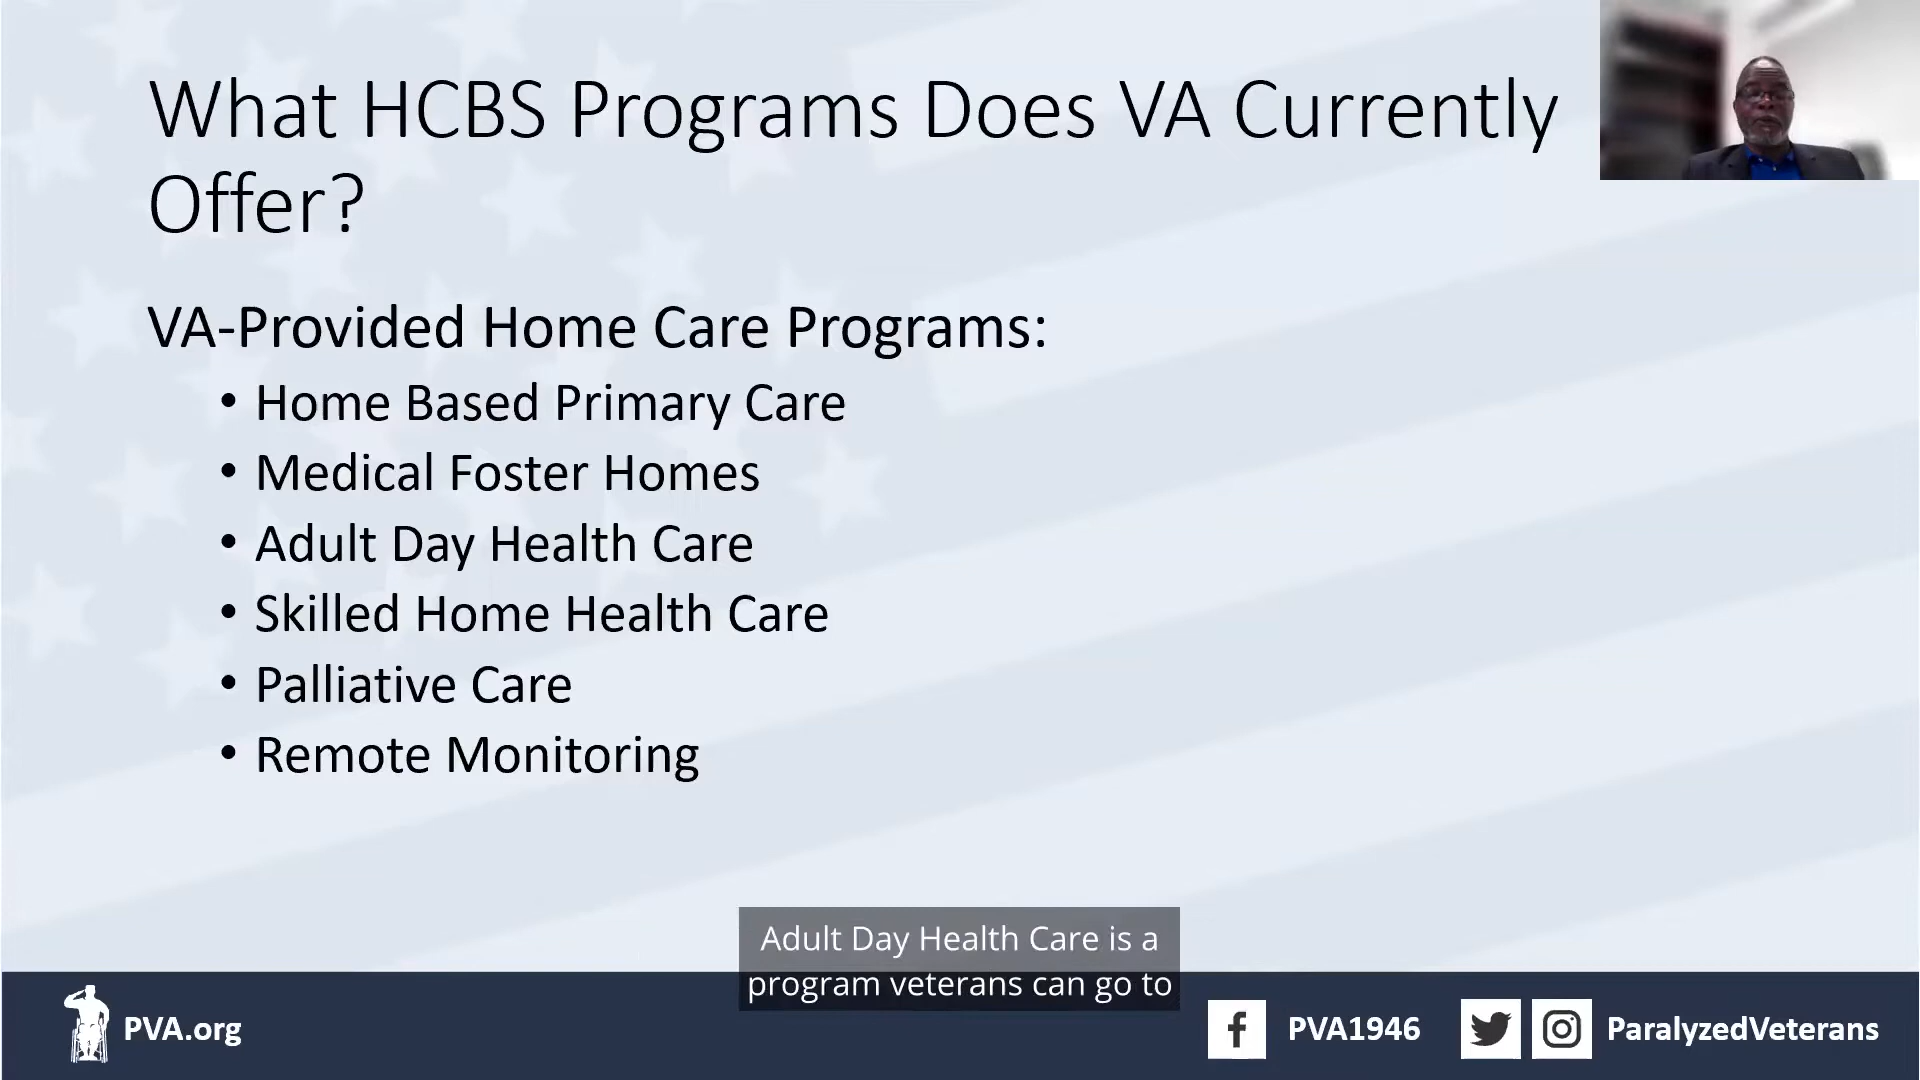 What HCBS Programs Does VA Currently
Offer?
VA-Provided Home Care Programs:
• Home Based Primary Care
• Medical Foster Homes
• Adult Day Health Care
• Skilled Home Health Care
• Palliative Care
• Remote Monitoring
Adult Day Health Care is a
program veterans can go to
PVA.org
PVA1946
ParalyzedVeterans